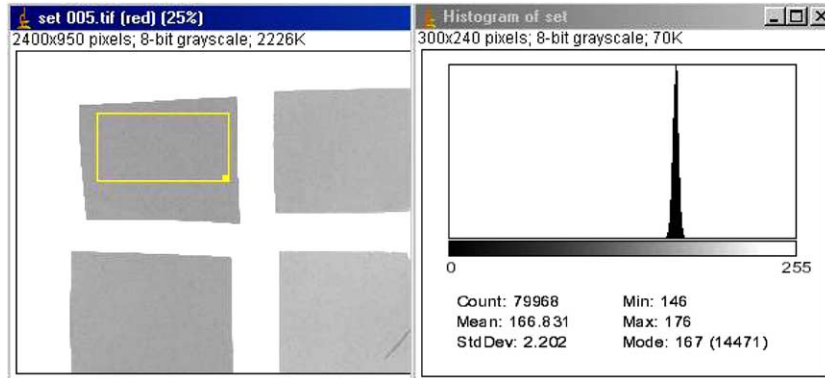 set 005.tif (red) (25%)
2400x950 pixels; 8-bit grayscale; 2226K
Histogram of set
300x240 pixels; 8-bit grayscale; 70K
0
255
Count: 79968
Min: 146
Mean: 166.831
Max: 176
StdDev: 2.202
Mode: 167 (14471)